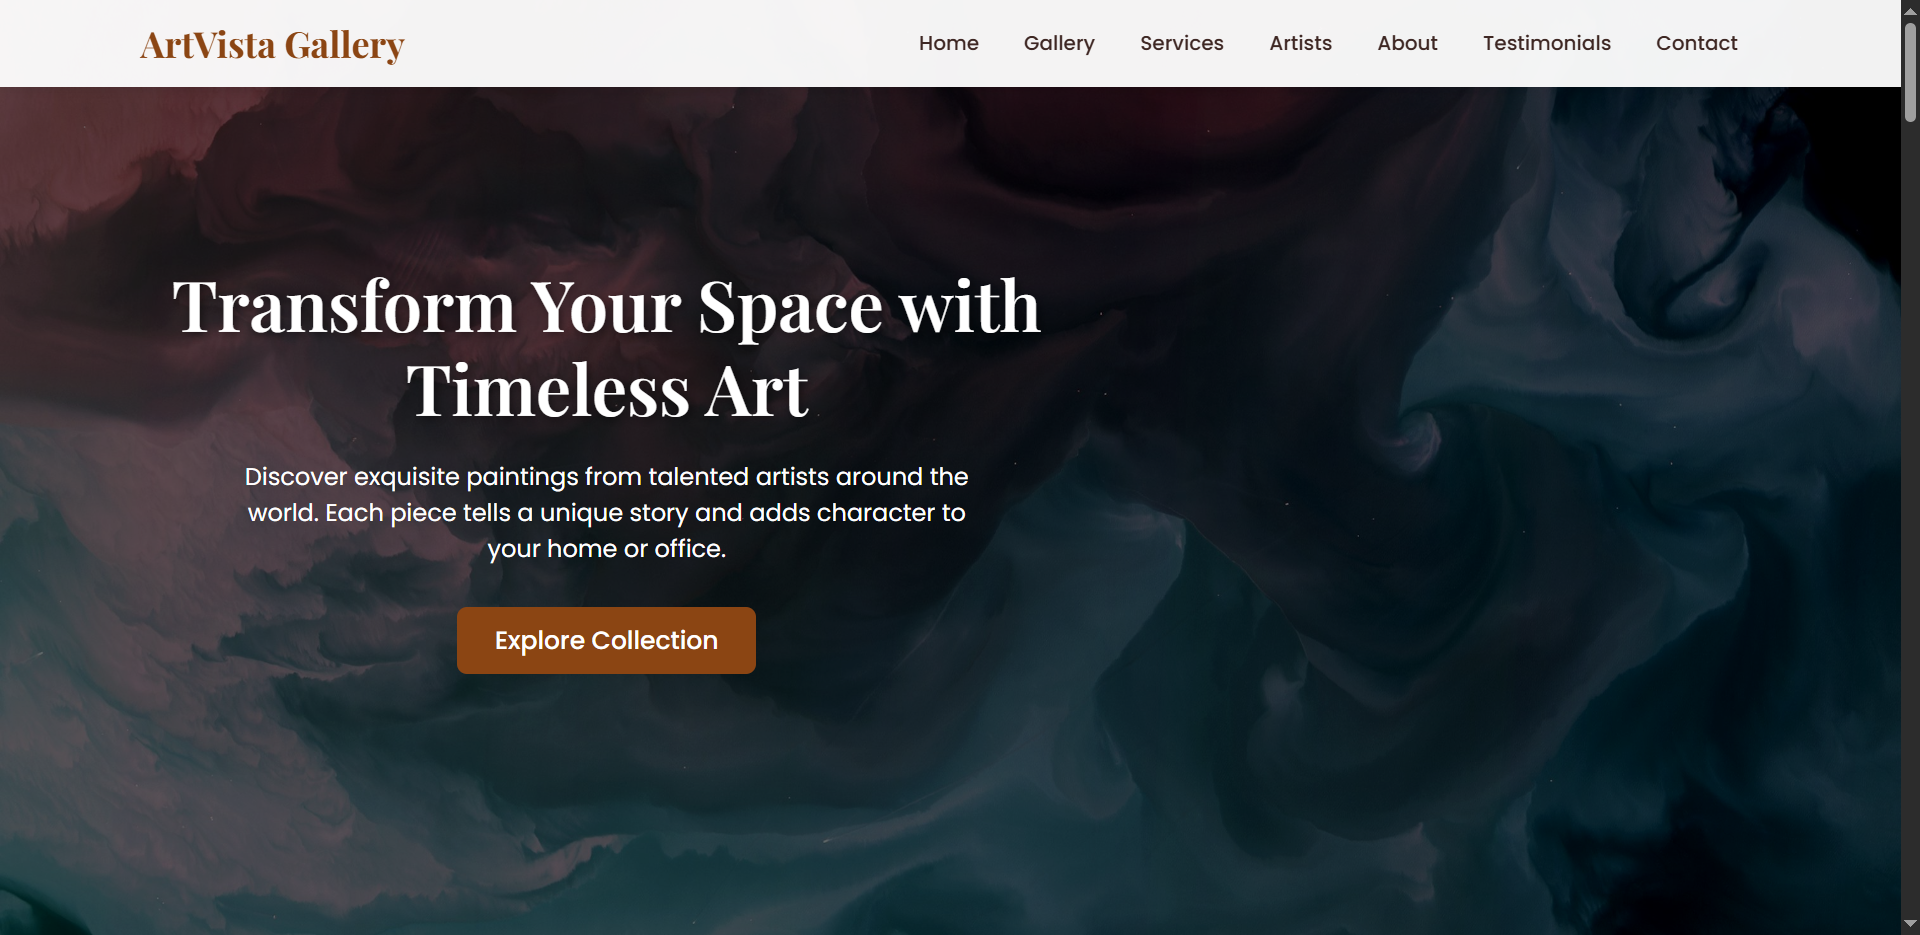 ArtVista Gallery
Home Gallery Services Artists About Testimonials Contact
Transform Your Space with
Timeless Art
Discover exquisite paintings from talented artists around the
world. Each piece tells a unique story and adds character to
your home or office.
Explore Collection